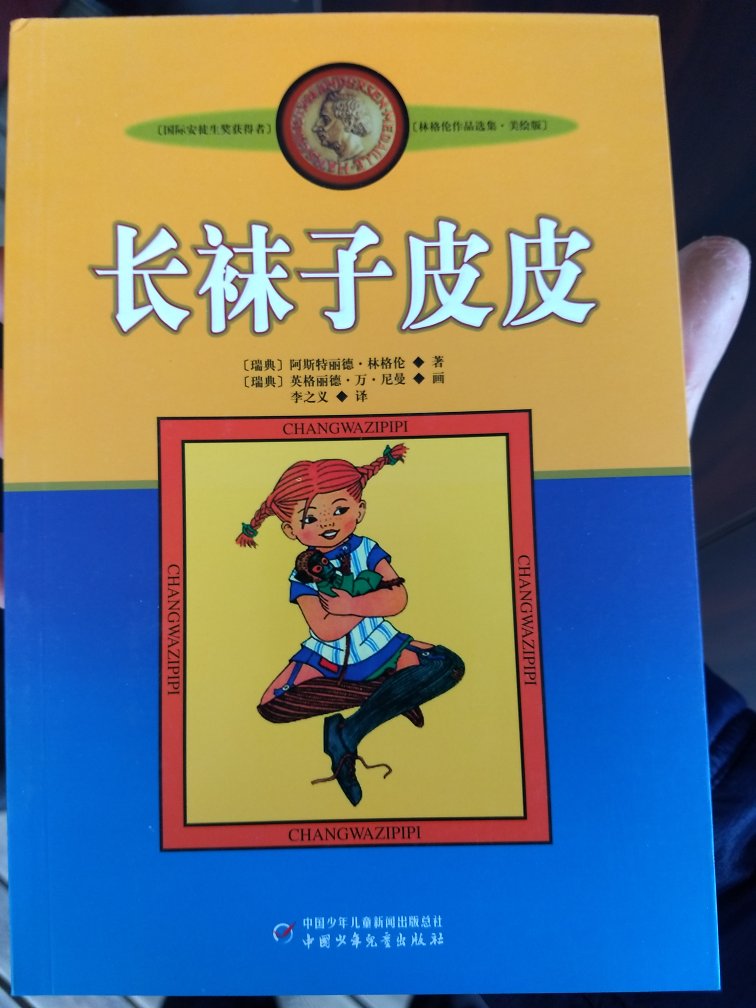 〔国际安徒生奖获得者〕
〔林格伦作品选集·美绘版〕
长袜子皮皮
〔瑞典〕阿斯特丽德·林格伦◆著
〔瑞典〕英格丽德·万·尼曼◆画
李之义◆译
CHANGWAZIPIPI
CHANGWAZIPIPI
CHANGWAZIPIPI
CHANGWAZIPIPI
中国少年儿童新闻出版总社
中国少年儿童出版社